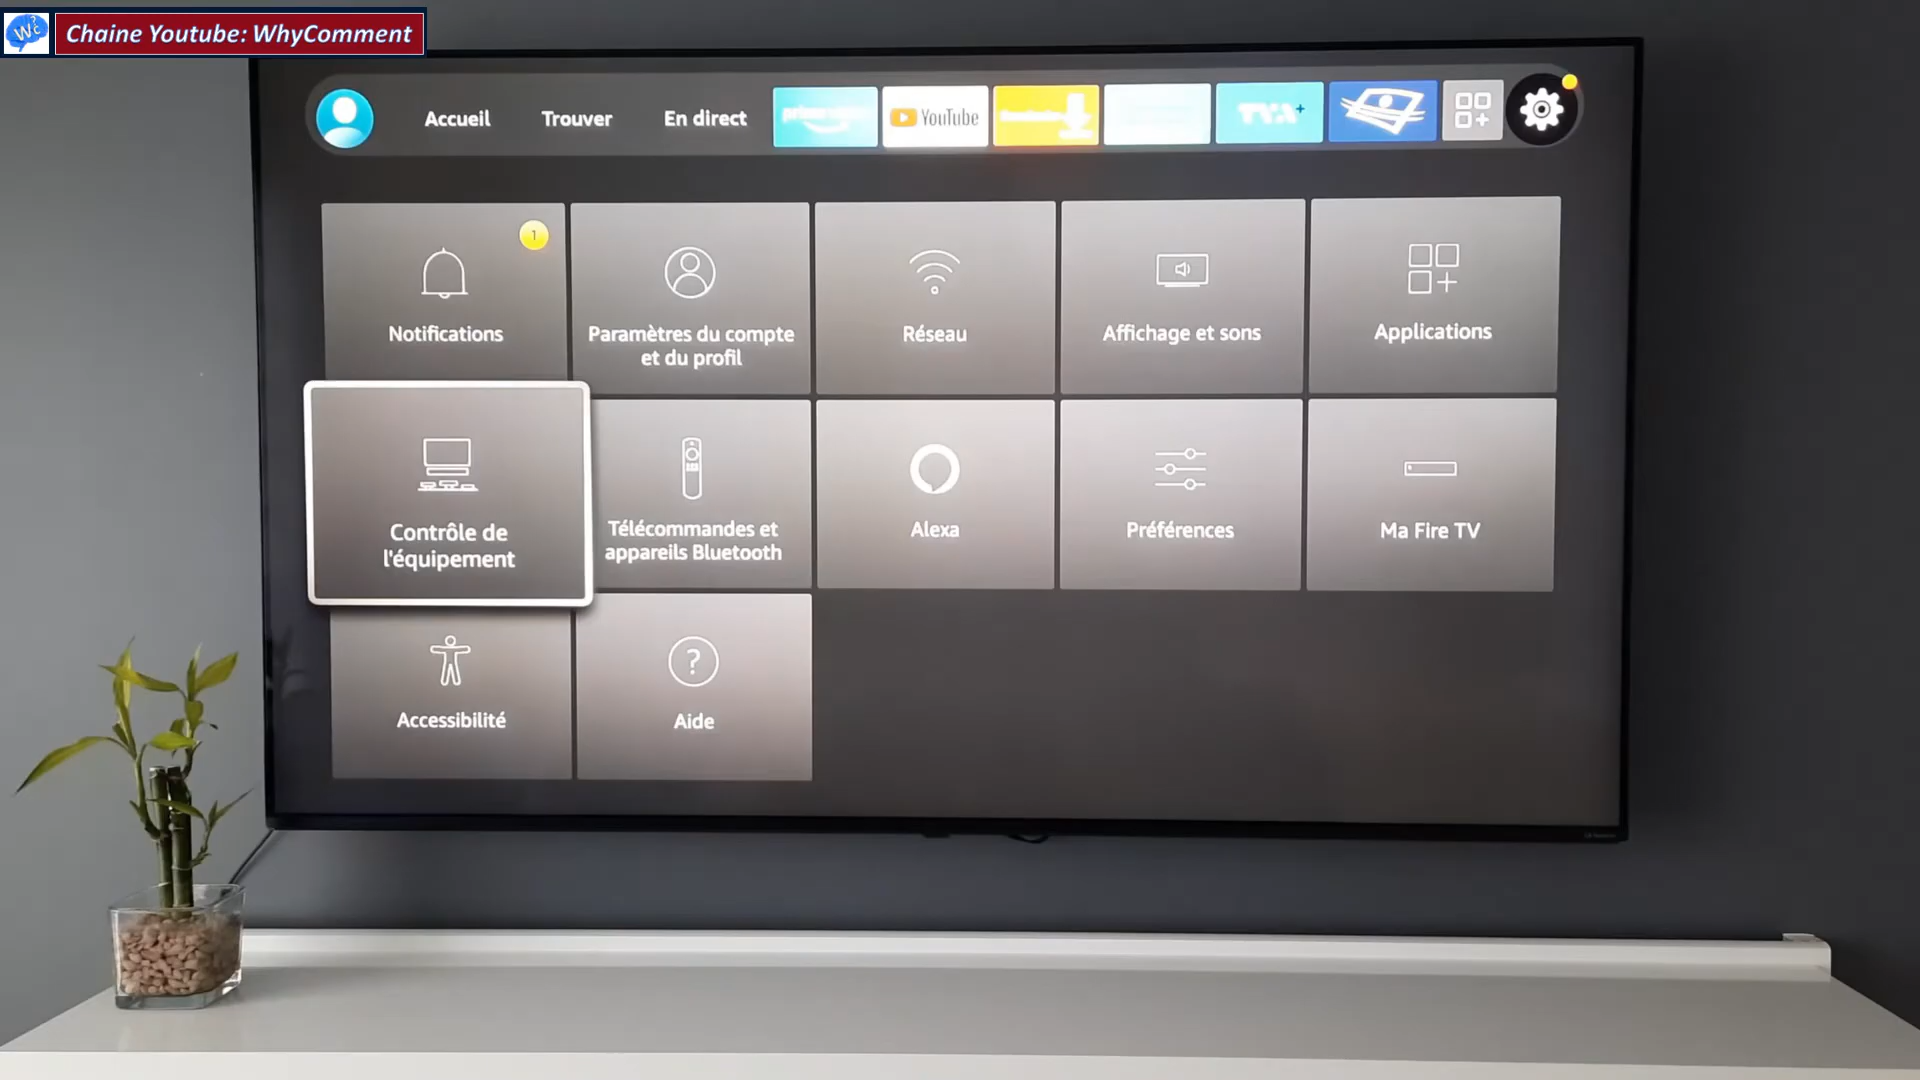 Chaine Youtube: WhyComment
Accueil
Trouver
En direct
YouTube
TVA+
Notifications
1
Paramètres du compte
et du profil
Réseau
Affichage et sons
Applications
Contrôle de
l'équipement
Télécommandes et
appareils Bluetooth
Alexa
Préférences
Ma Fire TV
Accessibilité
?
Aide